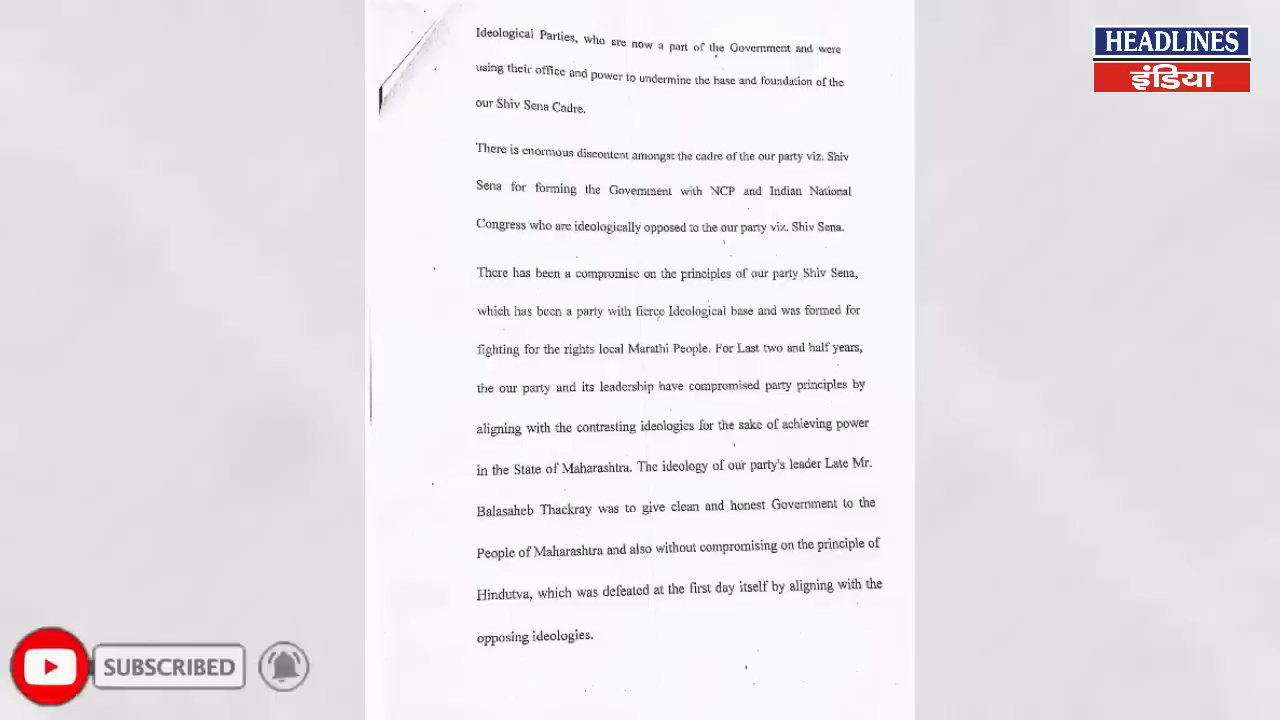 HEADLINES
इंडिया
Ideological Parties, who are now a part of the Government and were
using their office and power to undermine the base and foundation of the
our Shiv Sena Cadre.
There is enormous discontent amongst the cadre of the our party viz. Shiv
Sena for forming the Government with NCP and Indian National
Congress who are ideologically opposed to the our party viz. Shiv Sena.
There has been a compromise on the principles of our party Shiv Sena,
which has been a party with fierce Ideological base and was formed for
fighting for the rights local Marathi People. For Last two and half years,
the our party and its leadership have compromised party principles by
aligning with the contrasting ideologies for the sake of achieving power
in the State of Maharashtra. The ideology of our party's leader Late Mr.
Balasaheb Thackray was to give clean and honest Government to the
People of Maharashtra and also without compromising on the principle of
Hindutva, which was defeated at the first day itself by aligning with the
opposing ideologies.
SUBSCRIBED